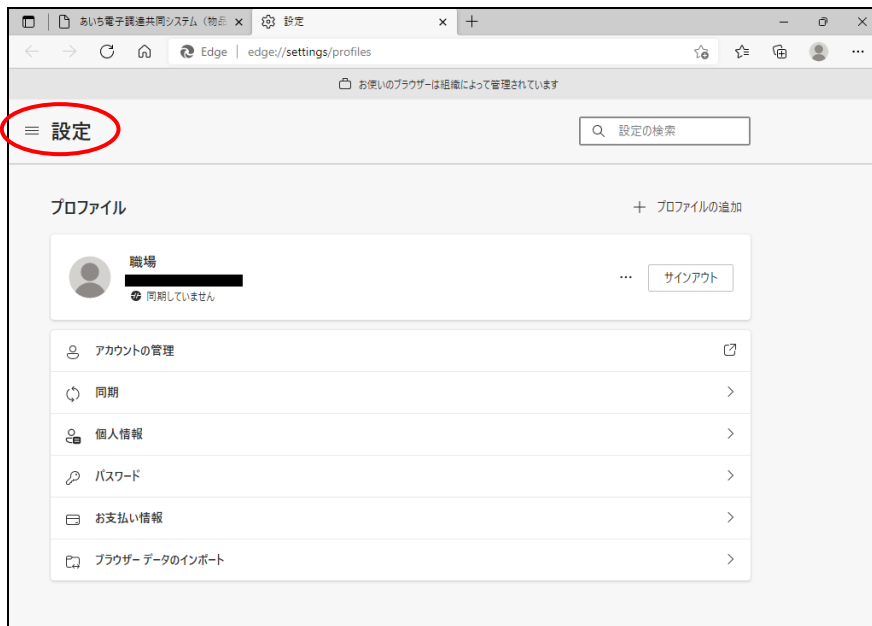 あいち電子調達共同システム（物品
設定
Edge
edge://settings/profiles
お使いのブラウザーは組織によって管理されています
設定
設定の検索
プロファイル
プロファイルの追加
職場
同期していません
サインアウト
アカウントの管理
同期
個人情報
パスワード
お支払い情報
ブラウザー データのインポート